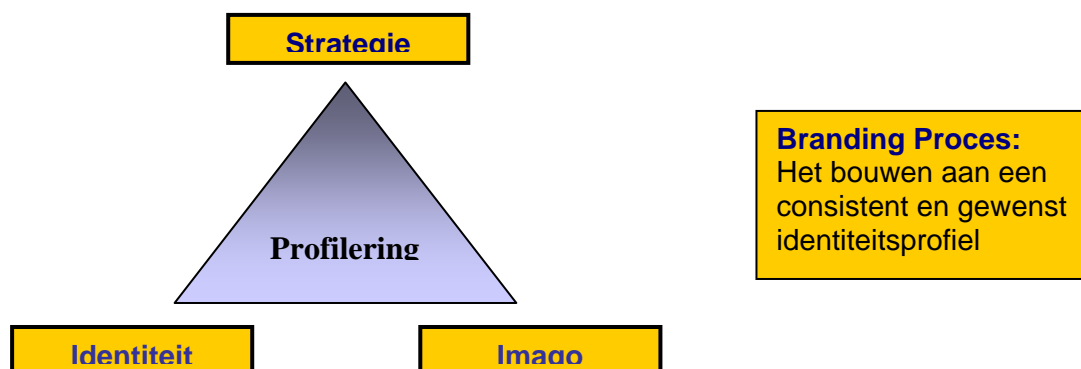 Strategie
Branding Proces:
Het bouwen aan een
consistent en gewenst
identiteitsprofiel
Profilering
Identiteit
Imago